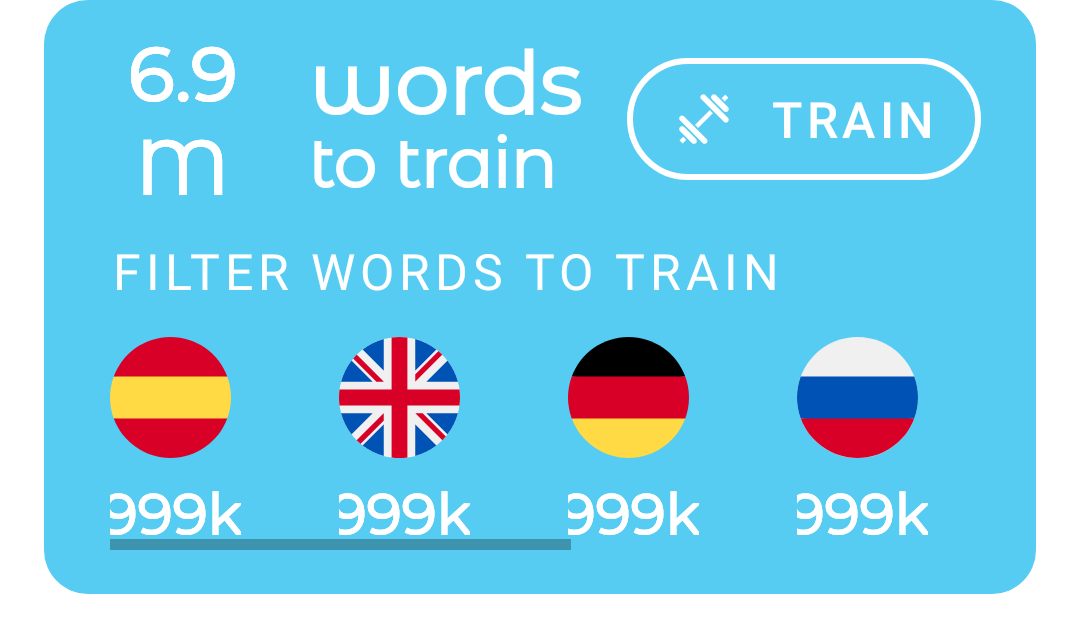 6.9
m
words
to train
TRAIN
FILTER WORDS TO TRAIN
999k 999k 999k 999k